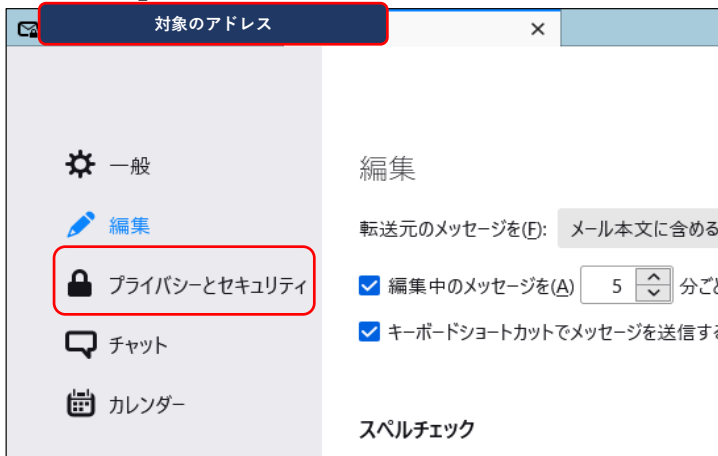 対象のアドレス
一般
編集
プライバシーとセキュリティ
チャット
カレンダー
編集
転送元のメッセージを(F): メール本文に含める
編集中のメッセージを(A) 5 分ごと
キーボードショートカットでメッセージを送信する
スペルチェック